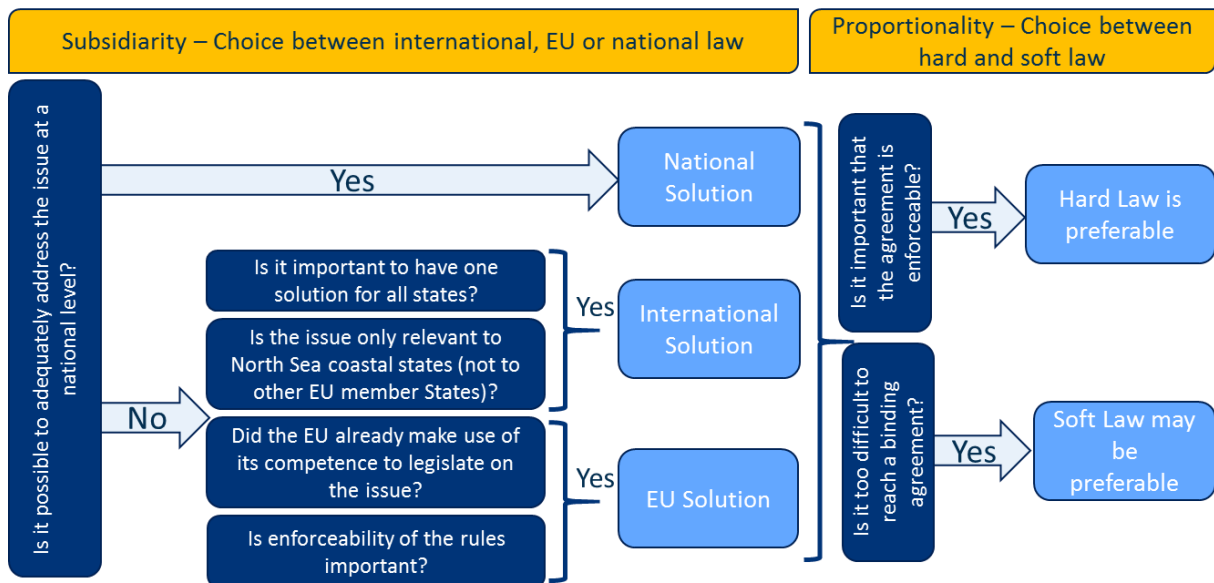 Subsidiarity – Choice between international, EU or national law
Proportionality – Choice between
hard and soft law
Is it possible to adequately address the issue at a
national level?
Yes
National
Solution
No
Is it important to have one
solution for all states?
Is the issue only relevant to
North Sea coastal states (not to
other EU member States)?
Yes
International
Solution
Did the EU already make use of
its competence to legislate on
the issue?
Is enforceability of the rules
important?
Yes
EU Solution
Is it important that
the agreement is
enforceable?
Yes
Hard Law is
preferable
Is it too difficult to
reach a binding
agreement?
Yes
Soft Law may
be
preferable